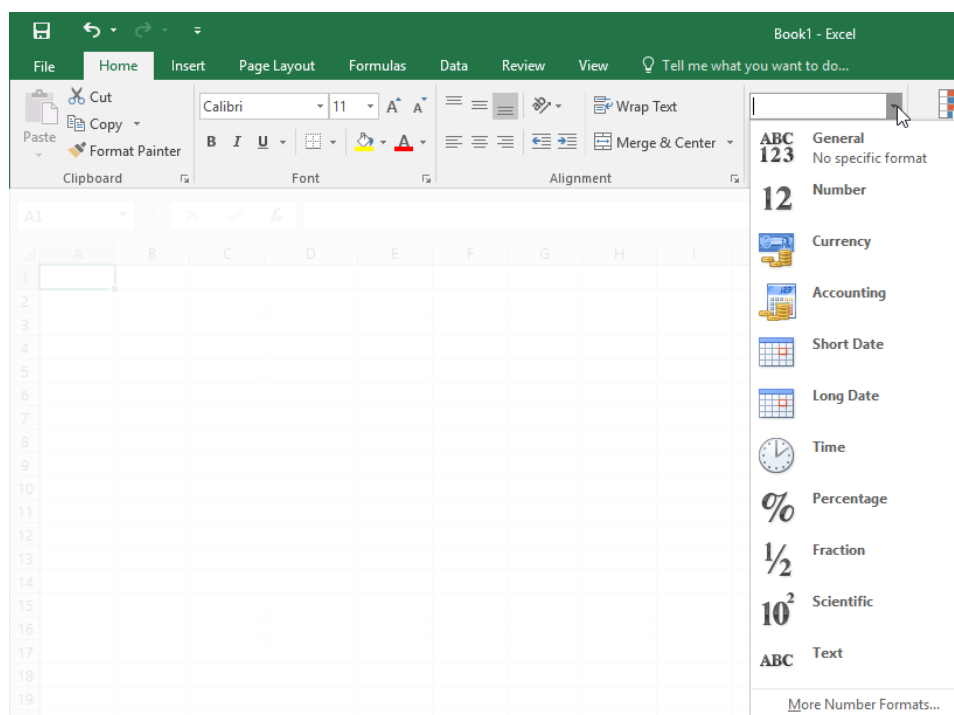 Book1 - Excel
File Home Insert Page Layout Formulas Data Review View Tell me what you want to do...
Cut
Calibri 11 A A Wrap Text
Paste
Copy
Format Painter
B I U A Merge & Center
Clipboard Font Alignment
ABC
123
General
No specific format
12 Number
Currency
Accounting
Short Date
Long Date
Time
% Percentage
1/2 Fraction
10² Scientific
ABC Text
More Number Formats...
A1 fx
A B C D E F G H I
1
2
3
4
5
6
7
8
9
10
11
12
13
14
15
16
17
18
19